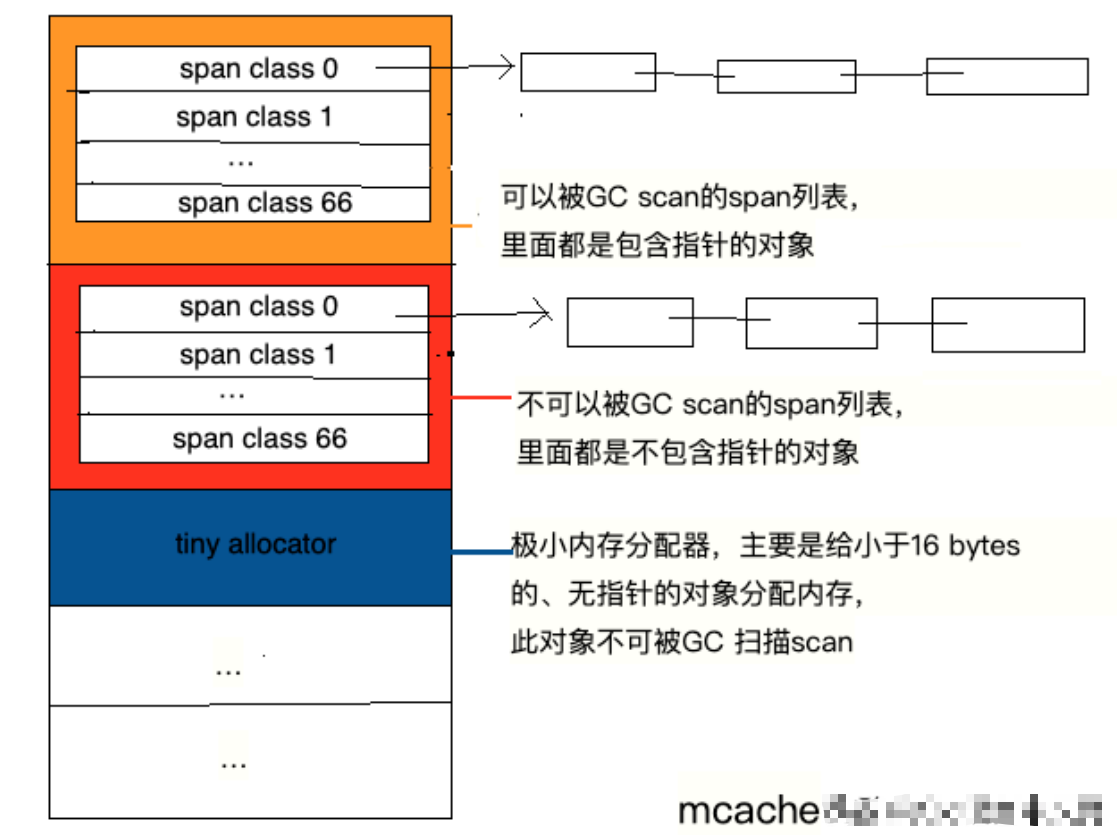 span class 0
span class 1
...
span class 66
可以被GC scan的span列表，
里面都是包含指针的对象
span class 0
span class 1
...
span class 66
不可以被GC scan的span列表，
里面都是不包含指针的对象
tiny allocator
极小内存分配器，主要是给小于16 bytes
的、无指针的对象分配内存，
此对象不可被GC 扫描scan
...
...
mcache